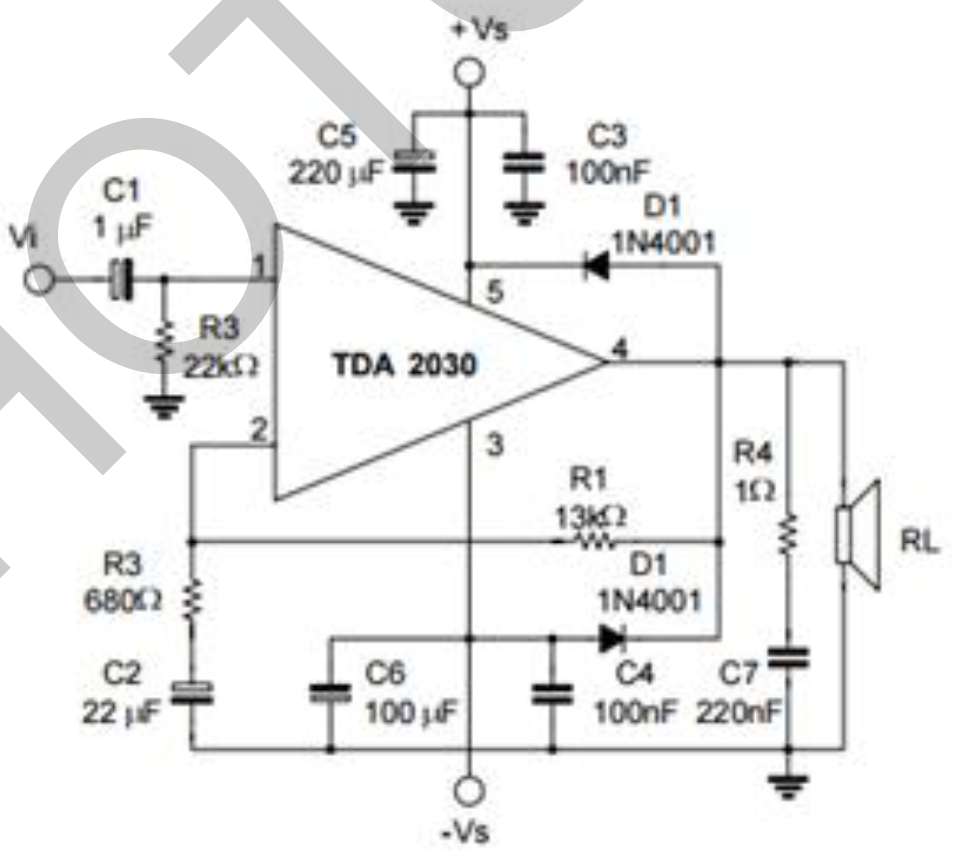 +Vs
C5
220 µF
C3
100nF
D1
1N4001
C1
1 µF
Vi
1
5
R3
22kΩ
TDA 2030
4
2
3
R4
1Ω
R1
13kΩ
RL
R3
680Ω
D1
1N4001
C2
22 µF
C6
100 µF
C4
100nF
C7
220nF
-Vs